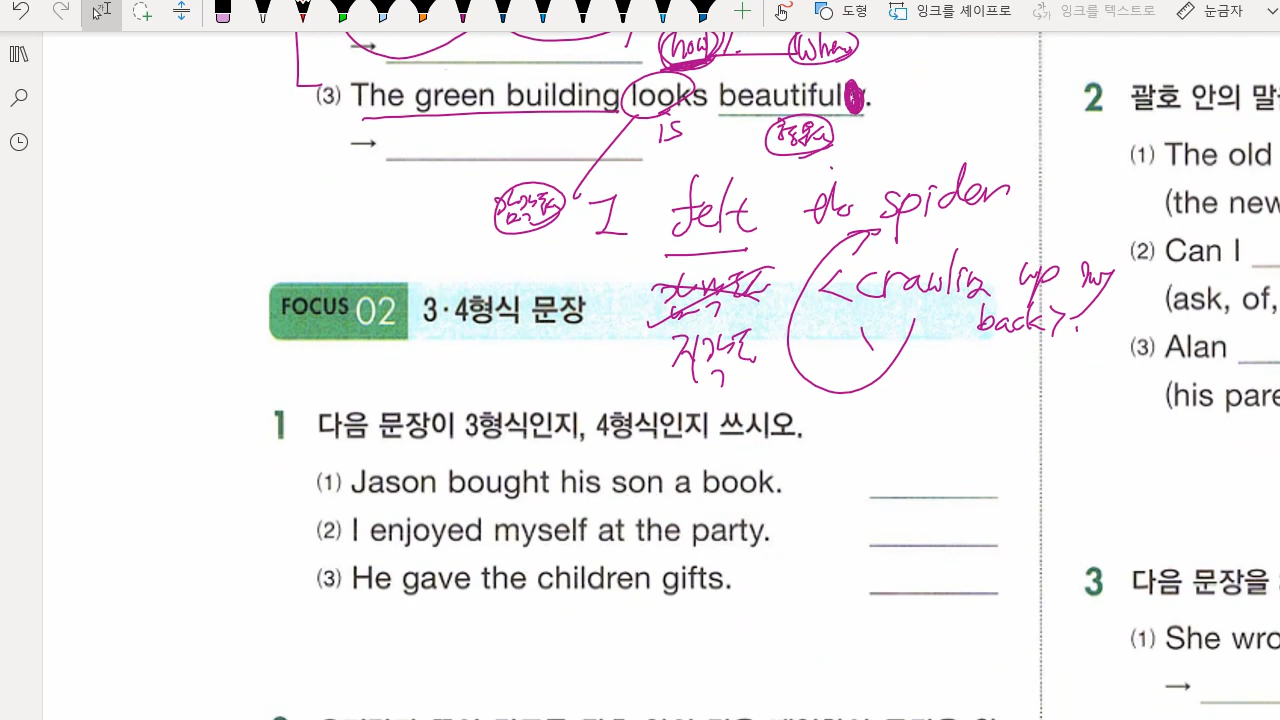 도형 잉크를 셰이프로 잉크를 텍스트로 눈금자
→ how). when
(3) The green building looks beautiful.
is
→
형용사
감각동사 I felt the spider
<crawling up my
back>.
지각동
FOCUS 02 3·4형식 문장
1 다음 문장이 3형식인지, 4형식인지 쓰시오.
(1) Jason bought his son a book.
(2) I enjoyed myself at the party.
(3) He gave the children gifts.
2 괄호 안의 말
(1) The old
(the new
(2) Can I
(ask, of,
(3) Alan
(his pare
3 다음 문장을
(1) She wro
→